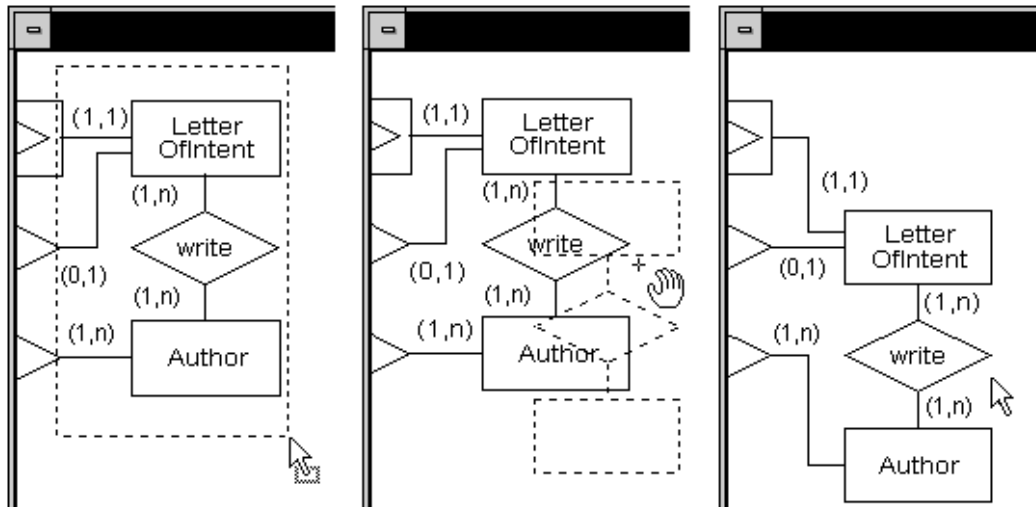 (1,1)
Letter
OfIntent
(1,n)
write
(0,1)
(1,n)
(1,n)
Author
(1,1)
Letter
OfIntent
(1,n)
write
(0,1)
(1,n)
(1,n)
Author
(1,1)
Letter
OfIntent
(0,1)
(1,n)
(1,n)
write
(1,n)
Author